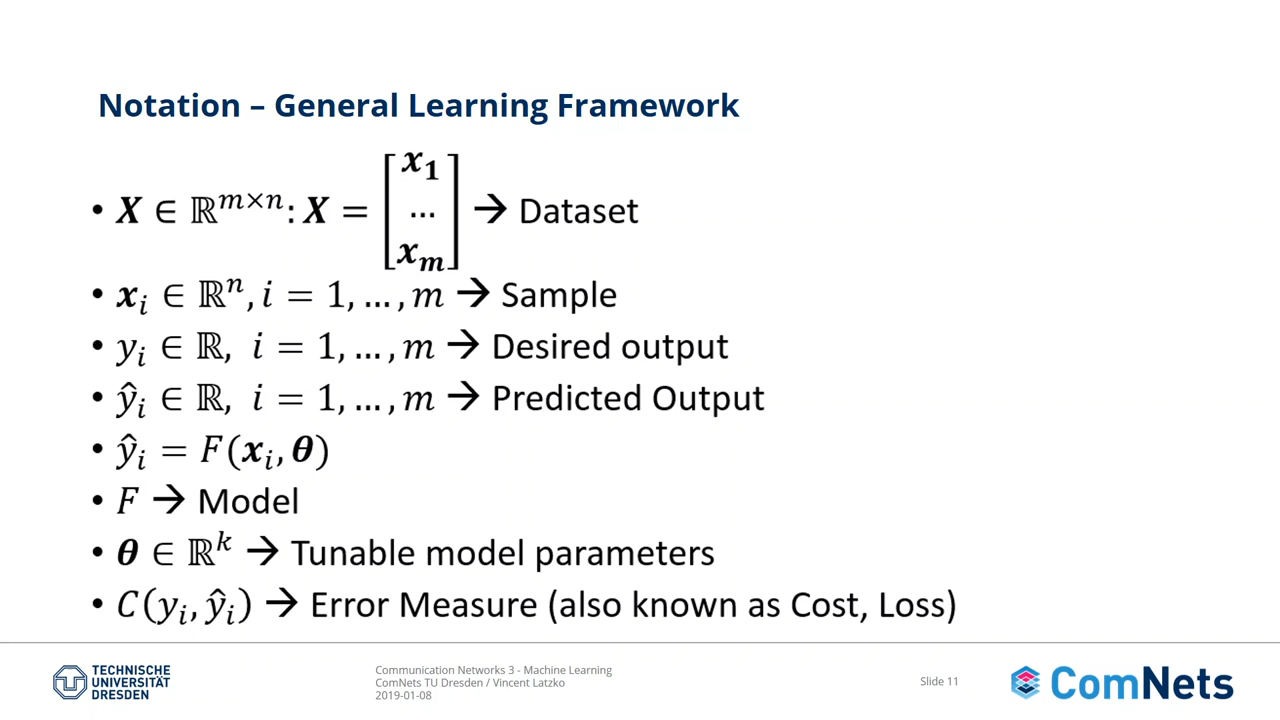 Notation – General Learning Framework
• X ∈ ℝ^{m×n}: X = [x_1 ... x_m] → Dataset
• x_i ∈ ℝ^n, i = 1, ... , m → Sample
• y_i ∈ ℝ, i = 1, ... , m → Desired output
• ŷ_i ∈ ℝ, i = 1, ... , m → Predicted Output
• ŷ_i = F(x_i, θ)
• F → Model
• θ ∈ ℝ^k → Tunable model parameters
• C(y_i, ŷ_i) → Error Measure (also known as Cost, Loss)
TECHNISCHE
UNIVERSITÄT
DRESDEN
Communication Networks 3 - Machine Learning
ComNets TU Dresden / Vincent Latzko
2019-01-08
Slide 11
ComNets